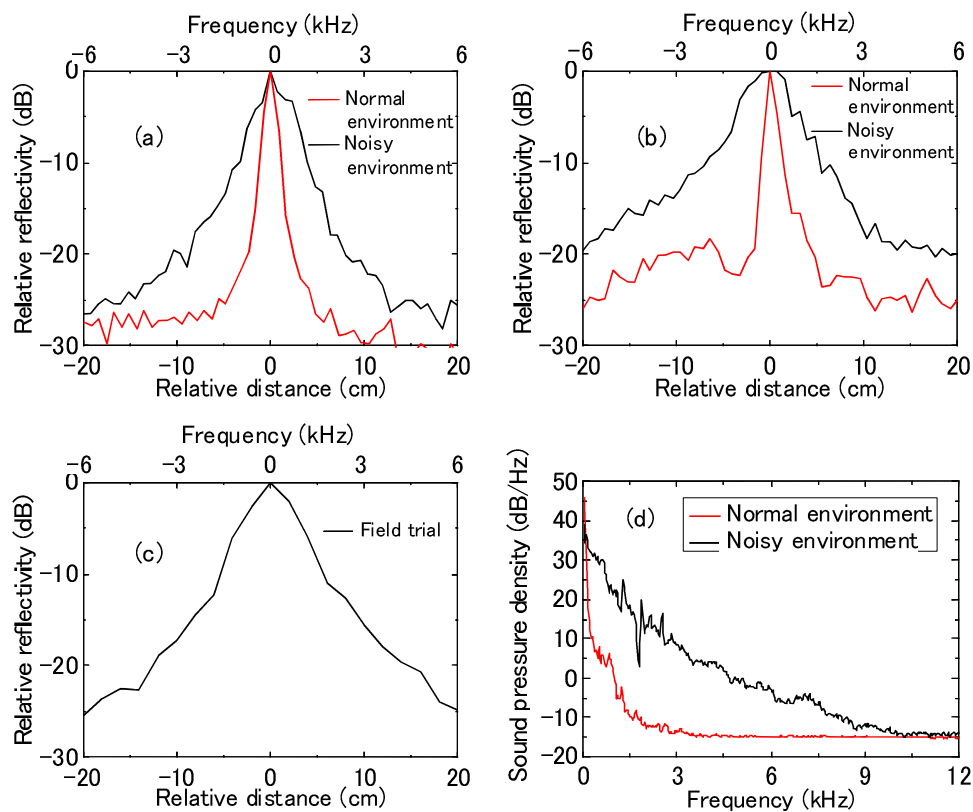 Frequency (kHz)
-6 -3 0 3 6
0
-10
-20
-30
Relative reflectivity (dB)
(a)
Normal
environment
Noisy
environment
-20 -10 0 10 20
Relative distance (cm)
Frequency (kHz)
-6 -3 0 3 6
0
-10
-20
-30
Relative reflectivity (dB)
(b)
Normal
environment
Noisy
environment
-20 -10 0 10 20
Relative distance (cm)
Frequency (kHz)
-6 -3 0 3 6
0
-10
-20
-30
Relative reflectivity (dB)
(c)
Field trial
-20 -10 0 10 20
Relative distance (cm)
50
45
35
25
15
10
0
-10
-15
-20
Sound pressure density (dB/Hz)
(d)
Normal environment
Noisy environment
0 3 6 9 12
Frequency (kHz)